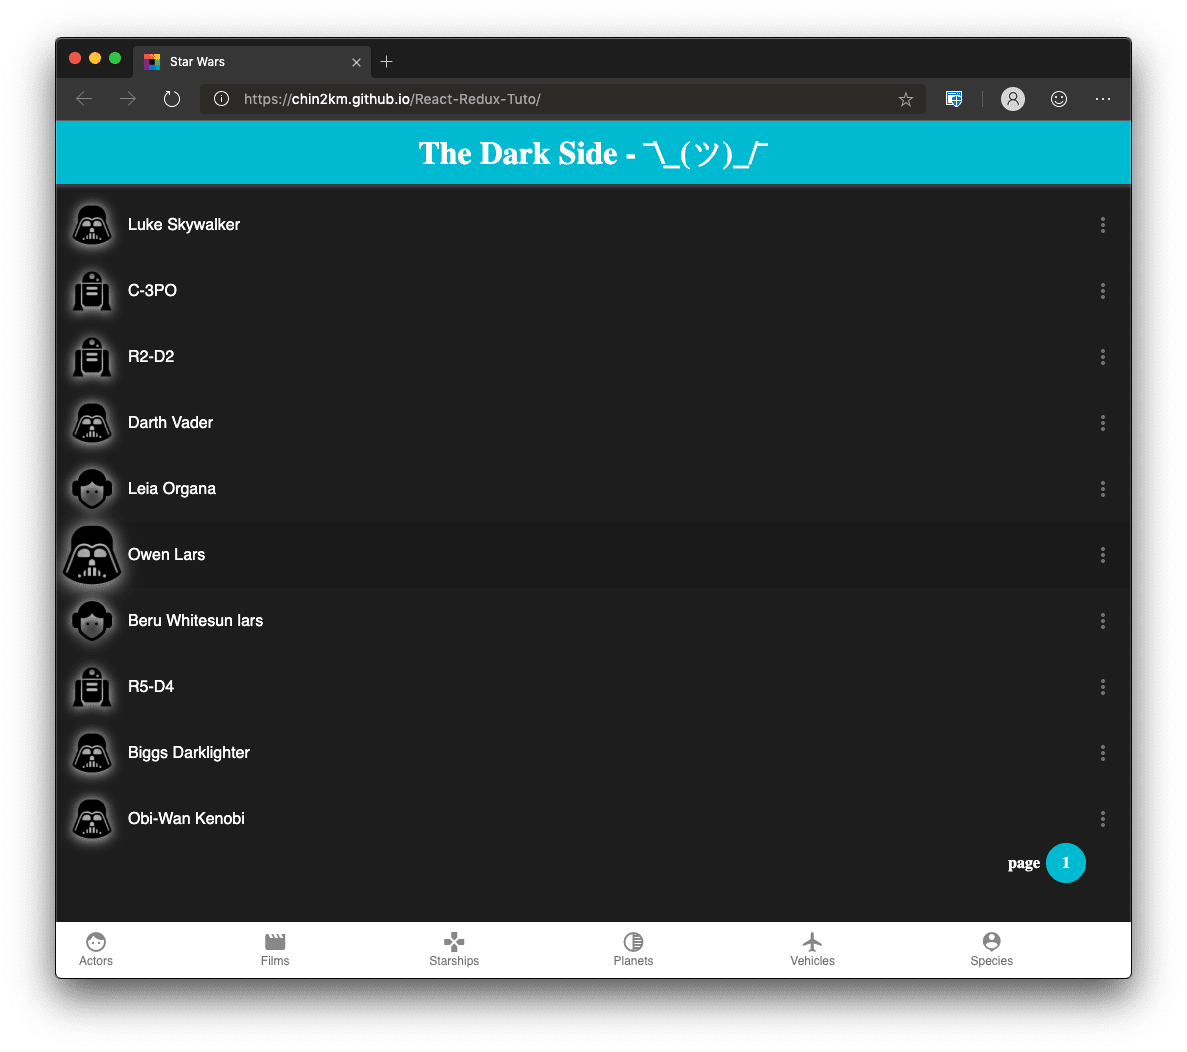 Star Wars
https://chin2km.github.io/React-Redux-Tuto/
The Dark Side - ¯\_(ツ)_/¯
Luke Skywalker
C-3PO
R2-D2
Darth Vader
Leia Organa
Owen Lars
Beru Whitesun lars
R5-D4
Biggs Darklighter
Obi-Wan Kenobi
page 1
Actors Films Starships Planets Vehicles Species